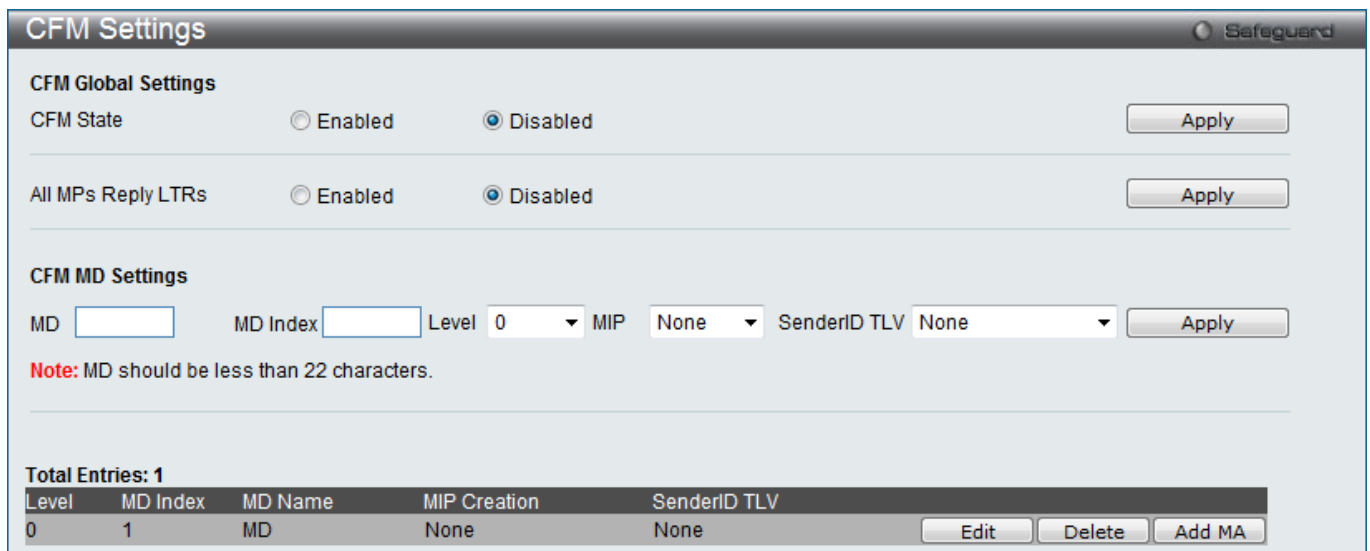 CFM Settings Safeguard
CFM Global Settings
CFM State Enabled Disabled Apply
All MPs Reply LTRs Enabled Disabled Apply
CFM MD Settings
MD MD Index Level 0 MIP None SenderID TLV None Apply
Note: MD should be less than 22 characters.
Total Entries: 1
Level MD Index MD Name MIP Creation SenderID TLV
0 1 MD None None Edit Delete Add MA